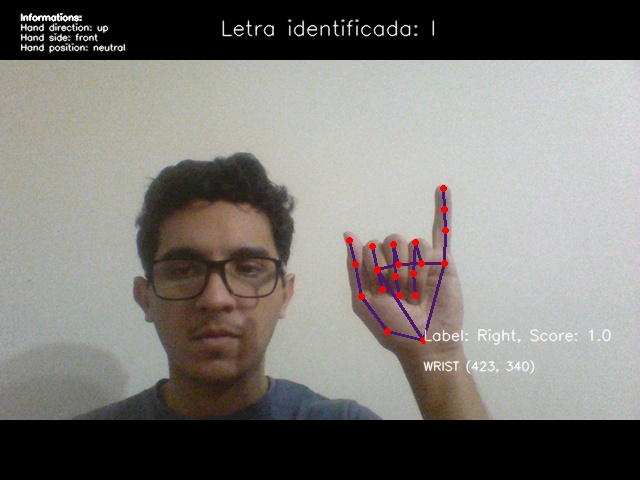 Informations:
Hand direction: up
Hand side: front
Hand position: neutral
Letra identificada: I
Label: Right, Score: 1.0
WRIST (423, 340)